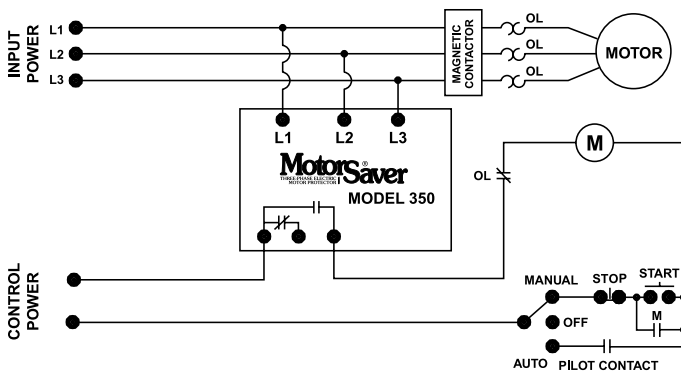 INPUT
POWER
L1
L2
L3
MAGNETIC
CONTACTOR
OL
OL
OL
MOTOR
L1
L2
L3
MotorSaver®
THREE-PHASE ELECTRIC
MOTOR PROTECTOR
MODEL 350
OL
M
CONTROL
POWER
MANUAL
STOP
START
OFF
M
AUTO
PILOT CONTACT